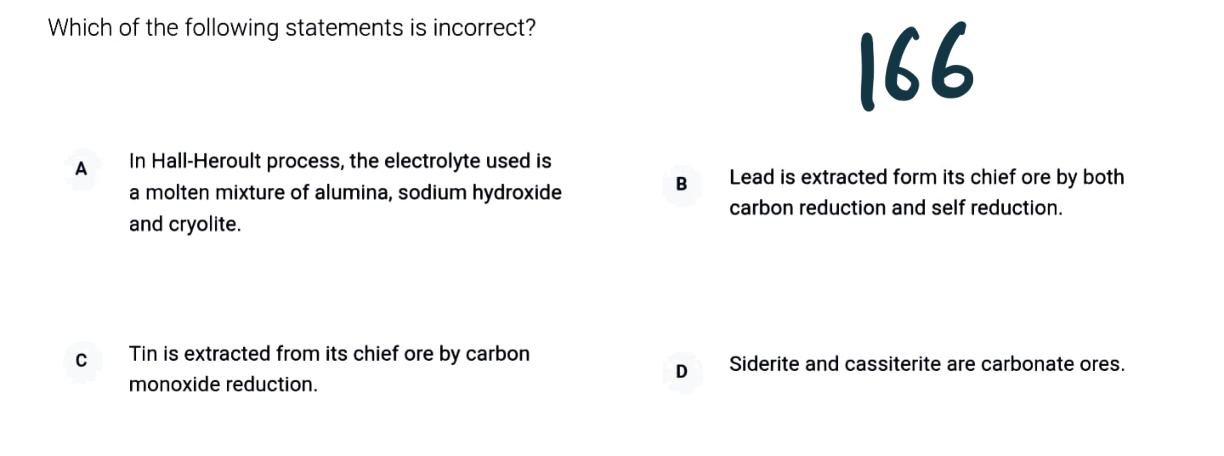 Which of the following statements is incorrect?
166
A
In Hall-Heroult process, the electrolyte used is
a molten mixture of alumina, sodium hydroxide
and cryolite.
B
Lead is extracted form its chief ore by both
carbon reduction and self reduction.
C
Tin is extracted from its chief ore by carbon
monoxide reduction.
D
Siderite and cassiterite are carbonate ores.